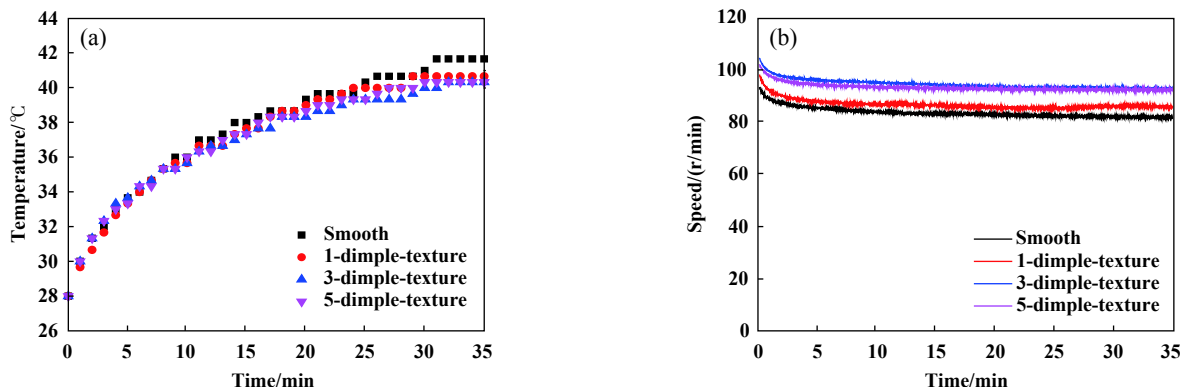 (a)
Temperature/℃
44
42
40
38
36
34
32
30
28
26
0 5 10 15 20 25 30 35
Time/min
Smooth
1-dimple-texture
3-dimple-texture
5-dimple-texture
(b)
Speed/(r/min)
120
100
80
60
40
20
0
0 5 10 15 20 25 30 35
Time/min
Smooth
1-dimple-texture
3-dimple-texture
5-dimple-texture